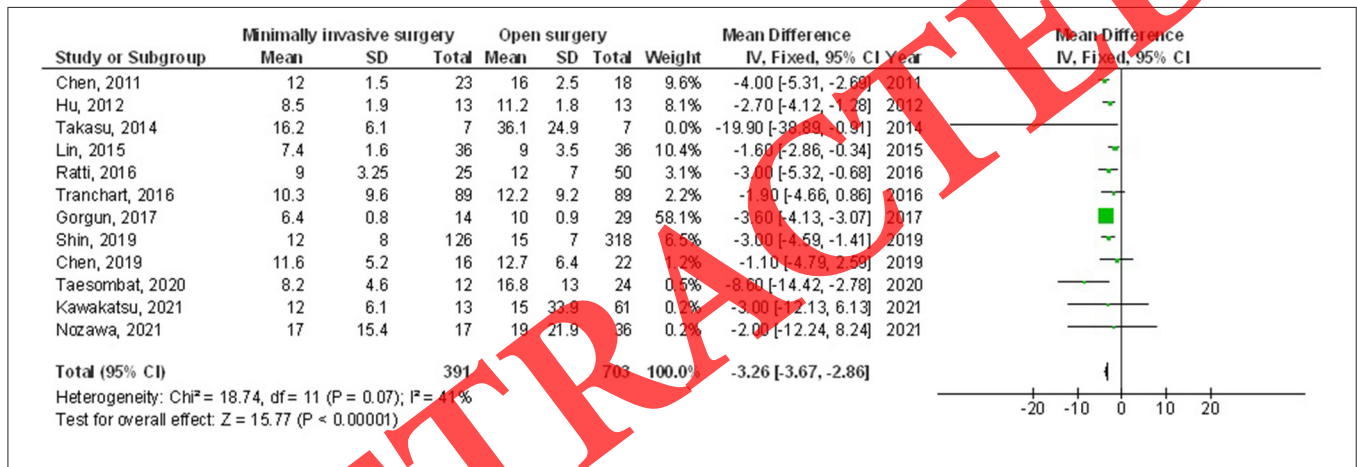 Minimally invasive surgery Open surgery Mean Difference Mean Difference
Study or Subgroup Mean SD Total Mean SD Total Weight IV, Fixed, 95% CI Year IV, Fixed, 95% CI
Chen, 2011 12 1.5 23 16 2.5 18 9.6% -4.00 [-5.31, -2.69] 2011
Hu, 2012 8.5 1.9 13 11.2 1.8 13 8.1% -2.70 [-4.12, -1.28] 2012
Takasu, 2014 16.2 6.1 7 36.1 24.9 7 0.0% -19.90 [-38.89, -0.91] 2014
Lin, 2015 7.4 1.6 36 9 3.5 36 10.4% -1.60 [-2.86, -0.34] 2015
Ratti, 2016 9 3.25 25 12 7 50 3.1% -3.00 [-5.32, -0.68] 2016
Tranchart, 2016 10.3 9.6 89 12.2 9.2 89 2.2% -1.90 [-4.66, 0.86] 2016
Gorgun, 2017 6.4 0.8 14 10 0.9 29 58.1% -3.60 [-4.13, -3.07] 2017
Shin, 2019 12 8 126 15 7 318 6.5% -3.00 [-4.59, -1.41] 2019
Chen, 2019 11.6 5.2 16 12.7 6.4 22 1.2% -1.10 [-4.79, 2.59] 2019
Taesombat, 2020 8.2 4.6 12 16.8 13 24 0.5% -8.60 [-14.42, -2.78] 2020
Kawakatsu, 2021 12 6.1 13 15 33.9 61 0.2% -3.00 [-12.13, 6.13] 2021
Nozawa, 2021 17 15.4 17 19 21.9 36 0.2% -2.00 [-12.24, 8.24] 2021
Total (95% CI) 391 703 100.0% -3.26 [-3.67, -2.86]
Heterogeneity: Chi² = 18.74, df = 11 (P = 0.07); I² = 41%
Test for overall effect: Z = 15.77 (P < 0.00001)
-20 -10 0 10 20
TRACTE